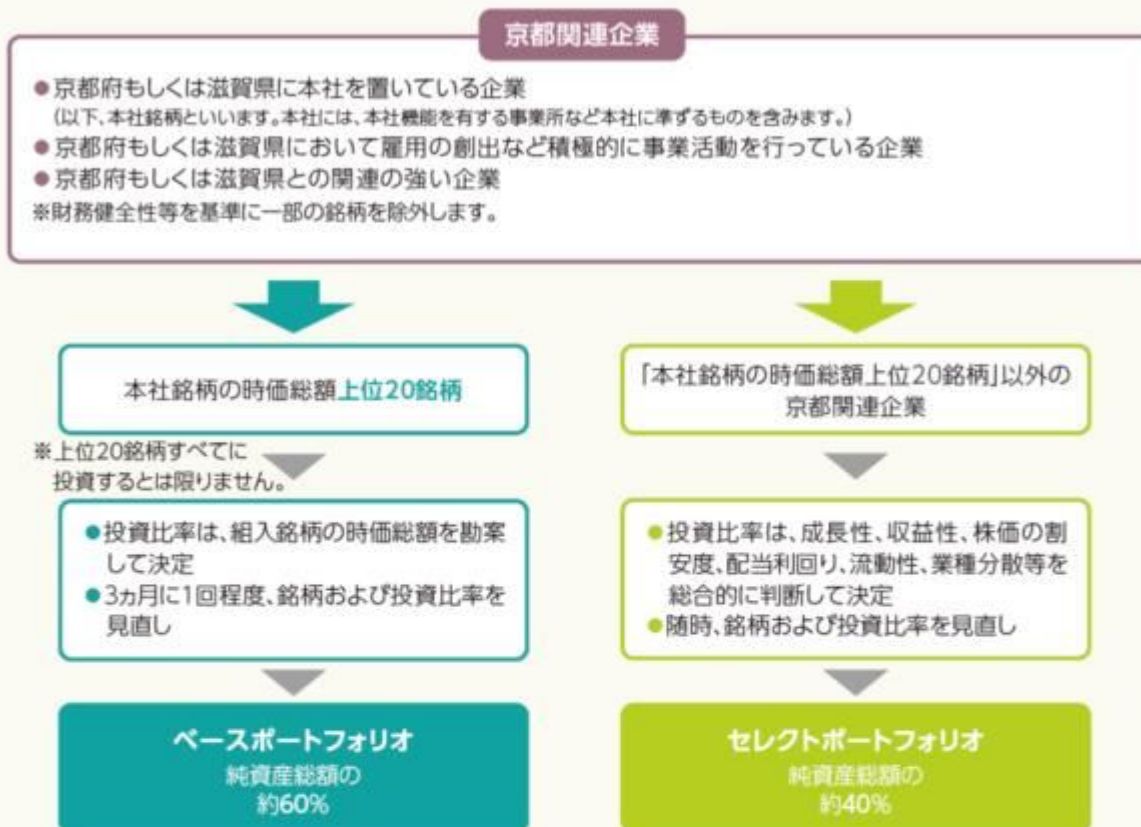 京都関連企業
●京都府もしくは滋賀県に本社を置いている企業
(以下、本社銘柄といいます。本社には、本社機能を有する事業所など本社に準ずるものを含みます。)
●京都府もしくは滋賀県において雇用の創出など積極的に事業活動を行っている企業
●京都府もしくは滋賀県との関連の強い企業
※財務健全性等を基準に一部の銘柄を除外します。
本社銘柄の時価総額上位20銘柄
※上位20銘柄すべてに
投資するとは限りません。
●投資比率は、組入銘柄の時価総額を勘案
して決定
●3ヵ月に1回程度、銘柄および投資比率を
見直し
ベースポートフォリオ
純資産総額の
約60%
「本社銘柄の時価総額上位20銘柄」以外の
京都関連企業
●投資比率は、成長性、収益性、株価の割
安度、配当利回り、流動性、業種分散等を
総合的に判断して決定
●随時、銘柄および投資比率を見直し
セレクトポートフォリオ
純資産総額の
約40%